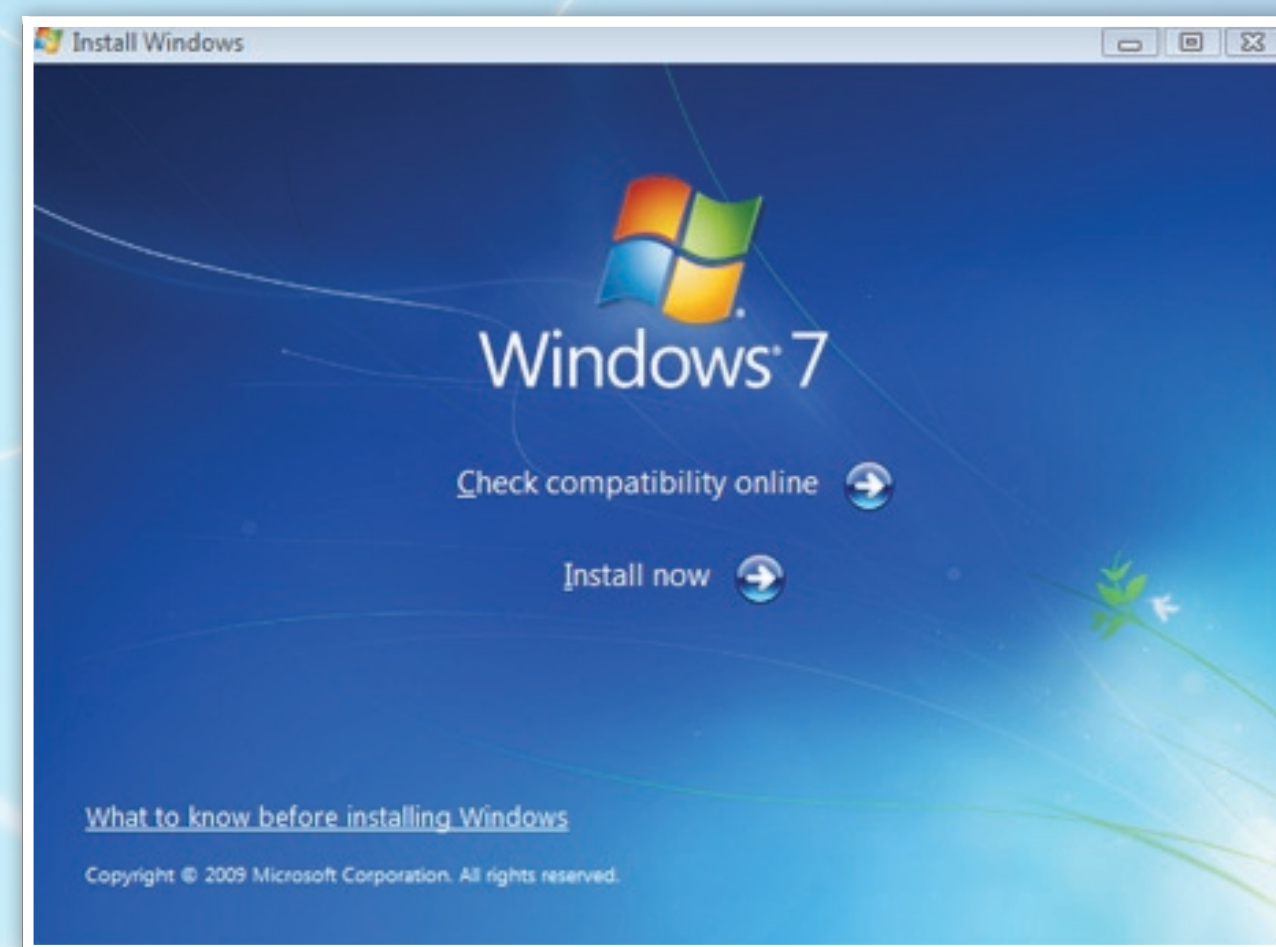 Install Windows
Windows® 7
Check compatibility online
Install now
What to know before installing Windows
Copyright © 2009 Microsoft Corporation. All rights reserved.